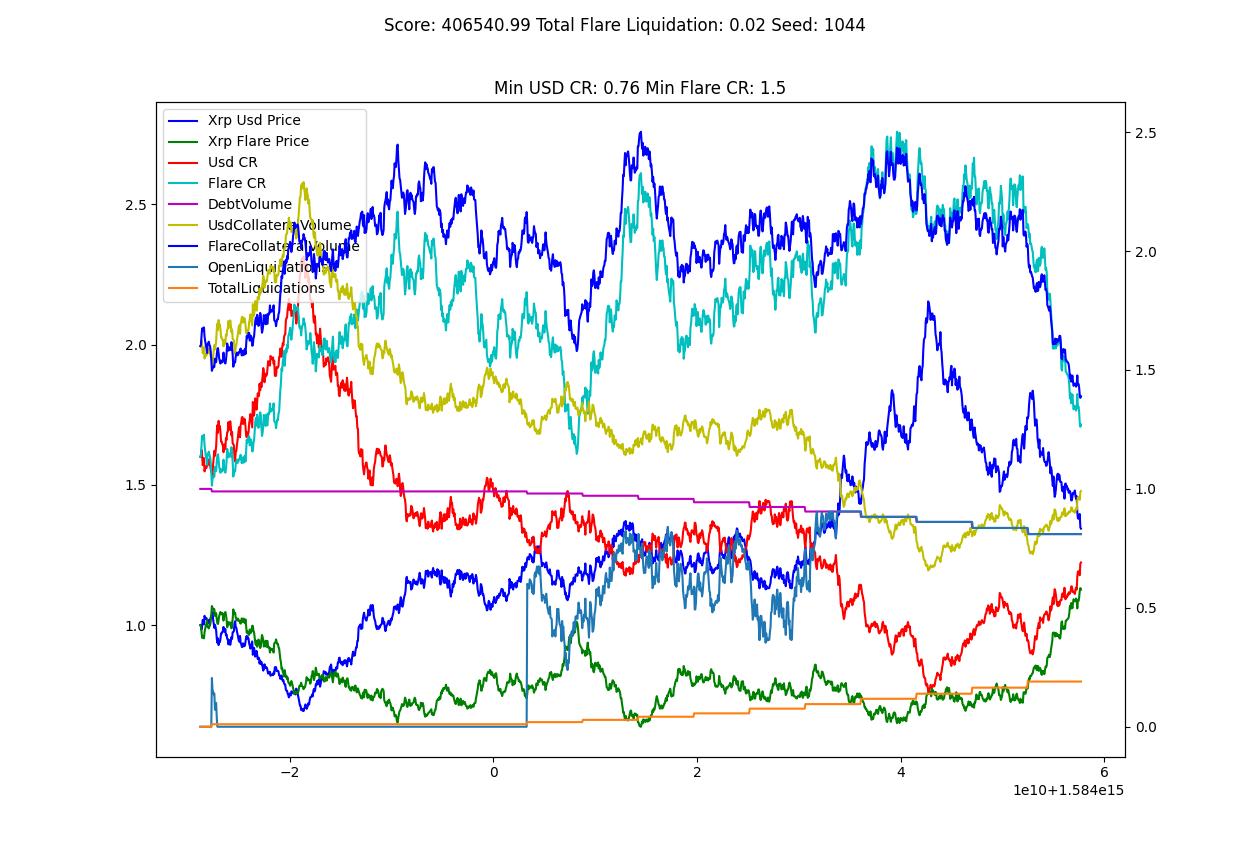 Score: 406540.99 Total Flare Liquidation: 0.02 Seed: 1044
Min USD CR: 0.76 Min Flare CR: 1.5
Xrp Usd Price
Xrp Flare Price
Usd CR
Flare CR
DebtVolume
UsdCollateralVolume
FlareCollateralVolume
OpenLiquidations
TotalLiquidations
2.5
2.0
1.5
1.0
2.5
2.0
1.5
1.0
0.5
0.0
−2
0
2
4
6
1e10+1.584e15